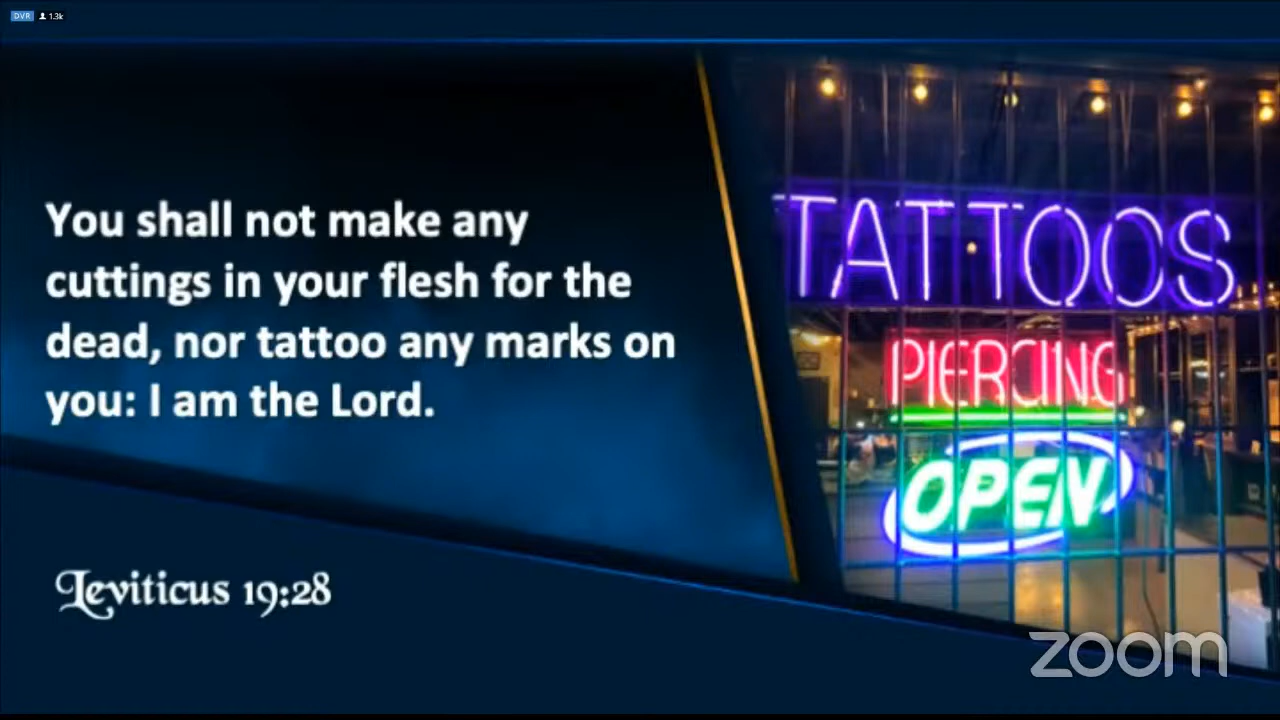 DVR 1.3k
You shall not make any
cuttings in your flesh for the
dead, nor tattoo any marks on
you: I am the Lord.
Leviticus 19:28
TATTOOS
PIERCING
OPEN
zoom